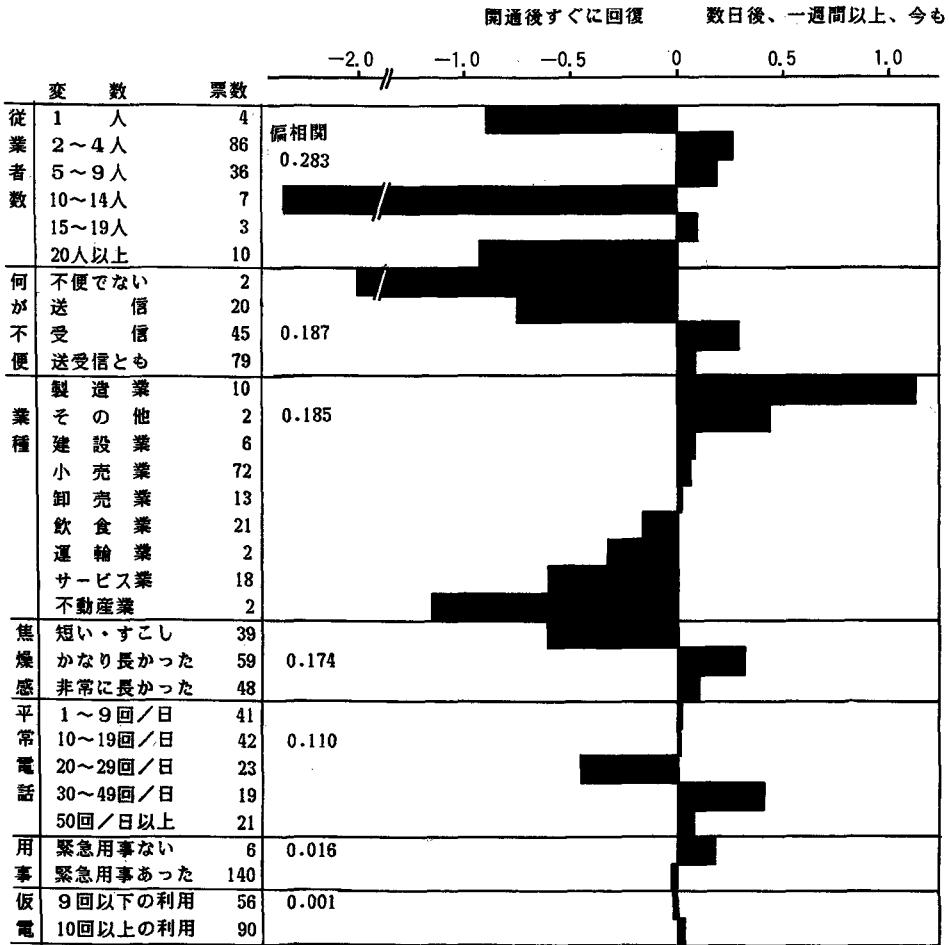 開通後すぐに回復 数日後、一週間以上、今も
-2.0 -1.0 -0.5 0 0.5 1.0
変数 票数
従業者数
1人 4
偏相関
2~4人 86
0.283
5~9人 36
10~14人 7
15~19人 3
20人以上 10
何が不便
不便でない 2
送信 20
受信 45 0.187
送受信とも 79
業種
製造業 10
その他 2 0.185
建設業 6
小売業 72
卸売業 13
飲食業 21
運輸業 2
サービス業 18
不動産業 2
焦燥感
短い・すこし 39
かなり長かった 59 0.174
非常に長かった 48
平常電話
1~9回/日 41
10~19回/日 42 0.110
20~29回/日 23
30~49回/日 19
50回/日以上 21
用事
緊急用事ない 6 0.016
緊急用事あった 140
仮電
9回以下の利用 56 0.001
10回以上の利用 90